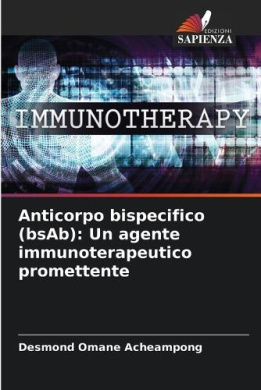 EDIZIONI
SAPIENZA
IMMUNOTHERAPY
Anticorpo bispecifico
(bsAb): Un agente
immunoterapeutico
promettente
Desmond Omane Acheampong